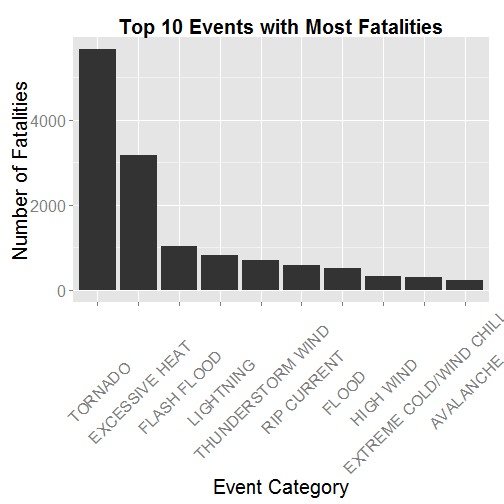 Top 10 Events with Most Fatalities
Number of Fatalities
4000
2000
0
TORNADO
EXCESSIVE HEAT
FLASH FLOOD
LIGHTNING
THUNDERSTORM WIND
RIP CURRENT
FLOOD
HIGH WIND
EXTREME COLD/WIND CHILL
AVALANCHE
Event Category